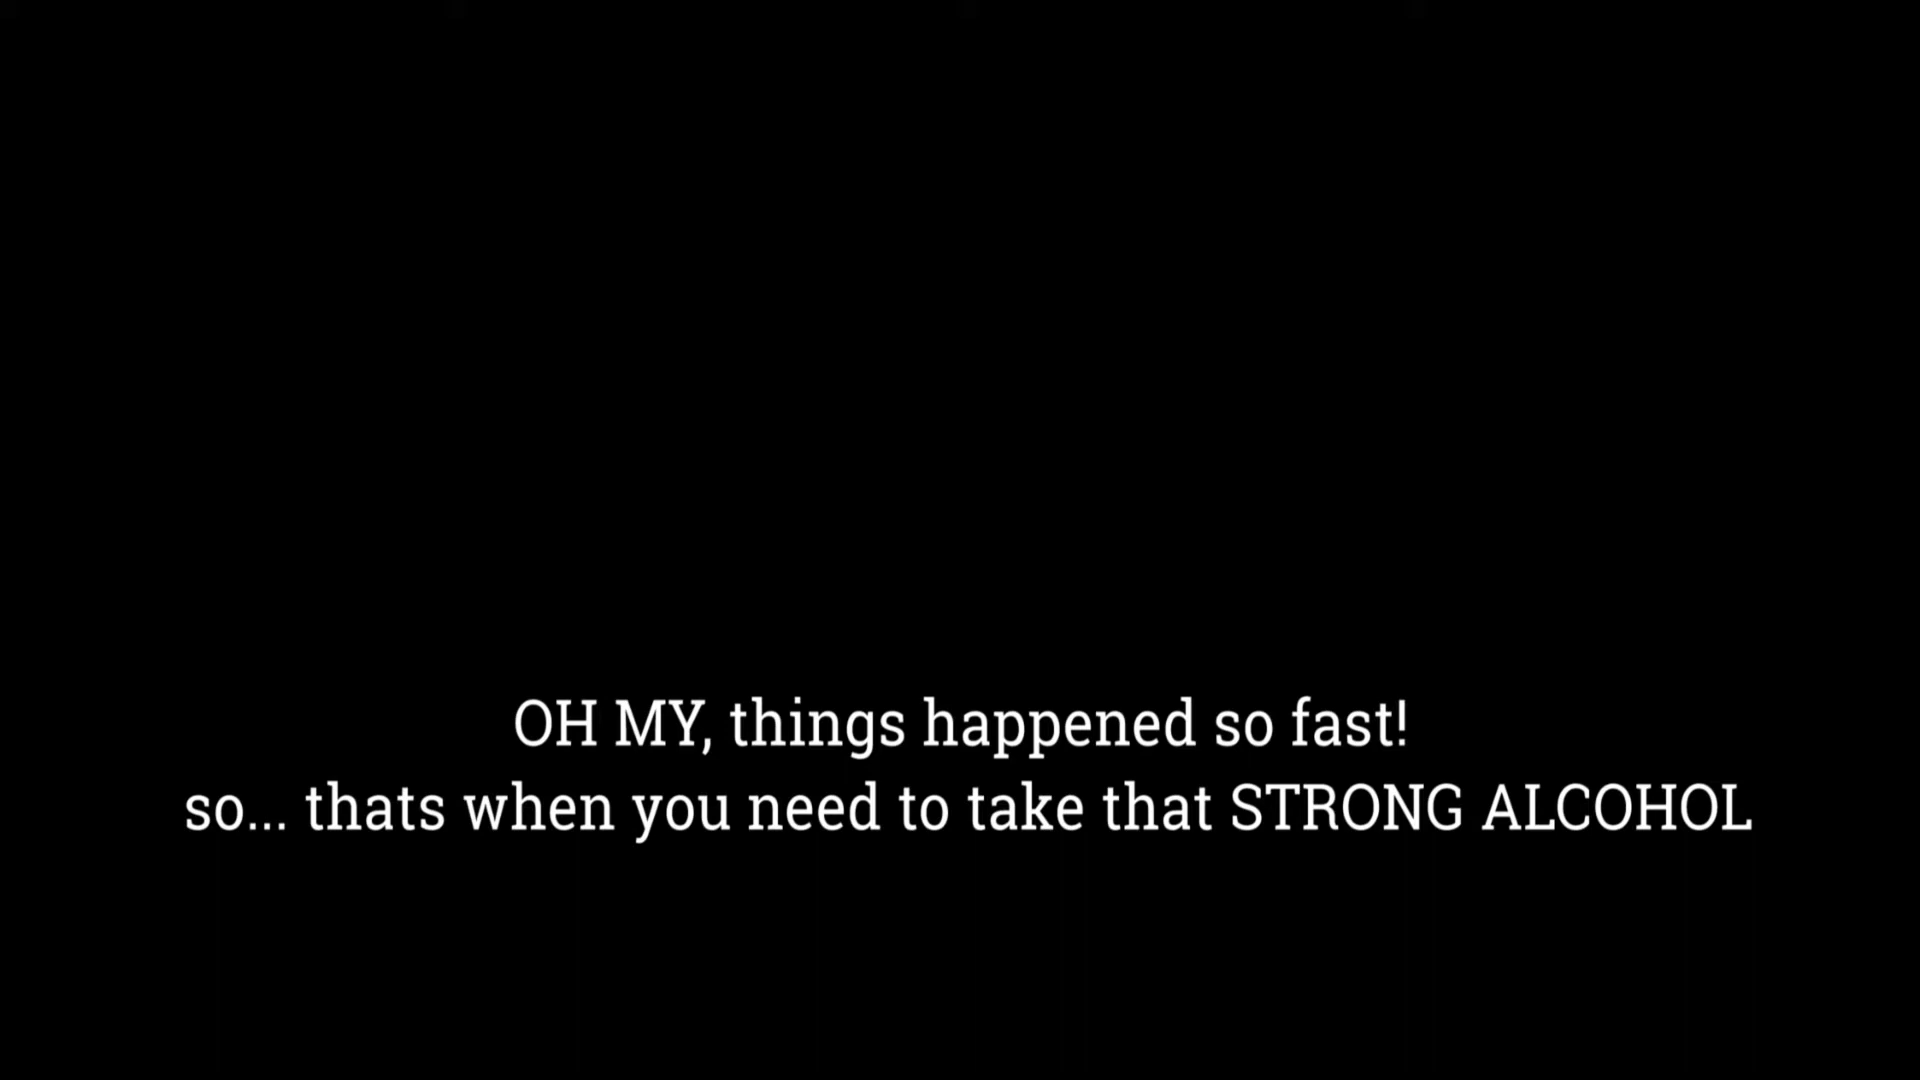 OH MY, things happened so fast!
so... thats when you need to take that STRONG ALCOHOL